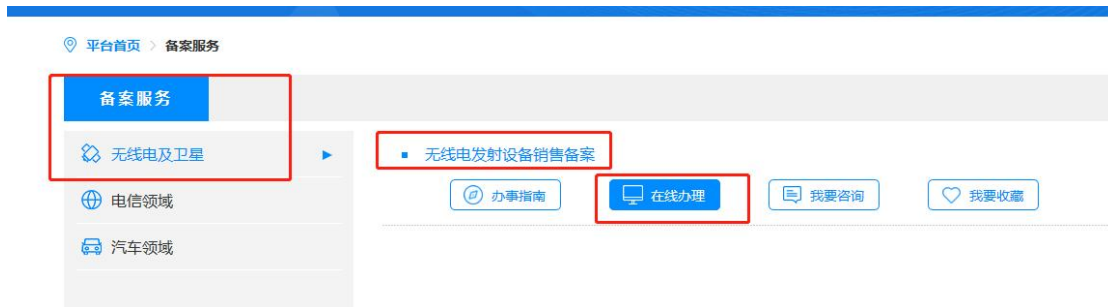 平台首页 > 备案服务
备案服务
无线电及卫星
无线电发射设备销售备案
办事指南 在线办理 我要咨询 我要收藏
电信领域
汽车领域